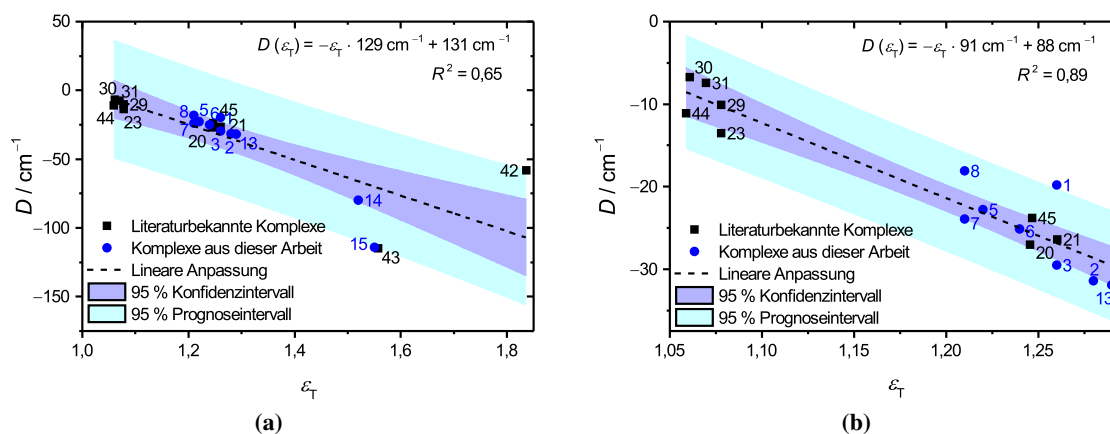 D (εT) = −εT · 129 cm⁻¹ + 131 cm⁻¹
R² = 0,65
50
0
−50
−100
−150
D / cm⁻¹
30
31
29
44
23
8
5
6
45
1
7
20
3
2
21
13
14
15
43
42
Literaturbekannte Komplexe
Komplexe aus dieser Arbeit
Lineare Anpassung
95 % Konfidenzintervall
95 % Prognoseintervall
1,0
1,2
1,4
1,6
1,8
εT
(a)
D (εT) = −εT · 91 cm⁻¹ + 88 cm⁻¹
R² = 0,89
0
−10
−20
−30
D / cm⁻¹
30
31
44
29
23
8
1
5
7
45
6
21
20
3
2
13
Literaturbekannte Komplexe
Komplexe aus dieser Arbeit
Lineare Anpassung
95 % Konfidenzintervall
95 % Prognoseintervall
1,05
1,10
1,15
1,20
1,25
εT
(b)